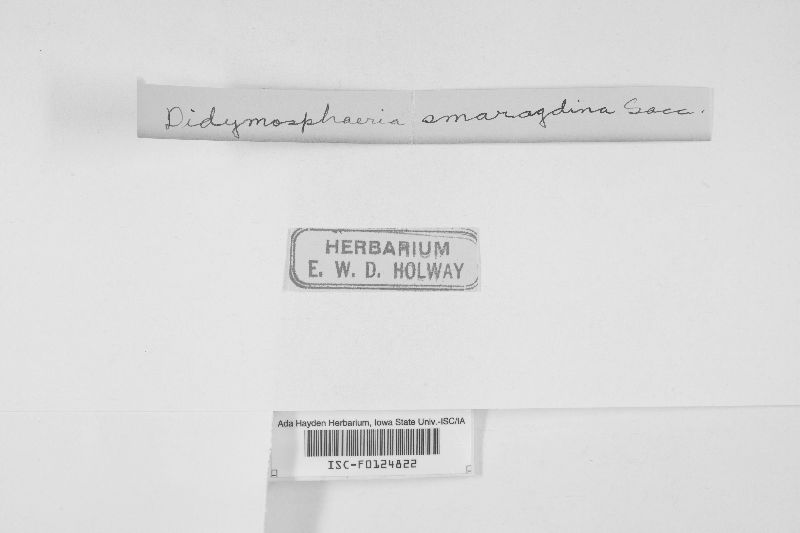 Didymosphaeria smaragdina Sacc.
HERBARIUM
E. W. D. HOLWAY
Ada Hayden Herbarium, Iowa State Univ.-ISC/IA
ISC-F0124822